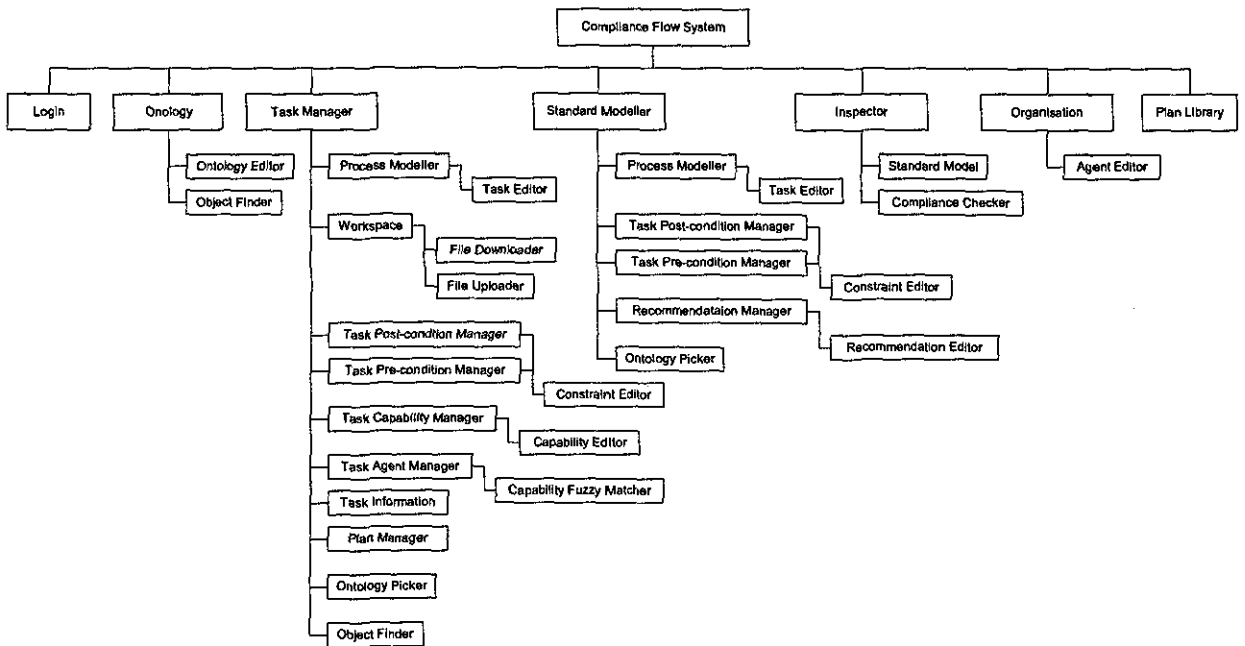 Compliance Flow System
Login
Onology
Task Manager
Standard Modeller
Inspector
Organisation
Plan Library
Ontology Editor
Object Finder
Process Modeller
Task Editor
Workspace
File Downloader
File Uploader
Task Post-condtion Manager
Task Pre-condition Manager
Constraint Editor
Task Capability Manager
Capability Editor
Task Agent Manager
Capability Fuzzy Matcher
Task Information
Plan Manager
Ontology Picker
Object Finder
Process Modeller
Task Editor
Task Post-condition Manager
Task Pre-condition Manager
Constraint Editor
Recommendataion Manager
Recommendation Editor
Ontology Picker
Standard Model
Compliance Checker
Agent Editor